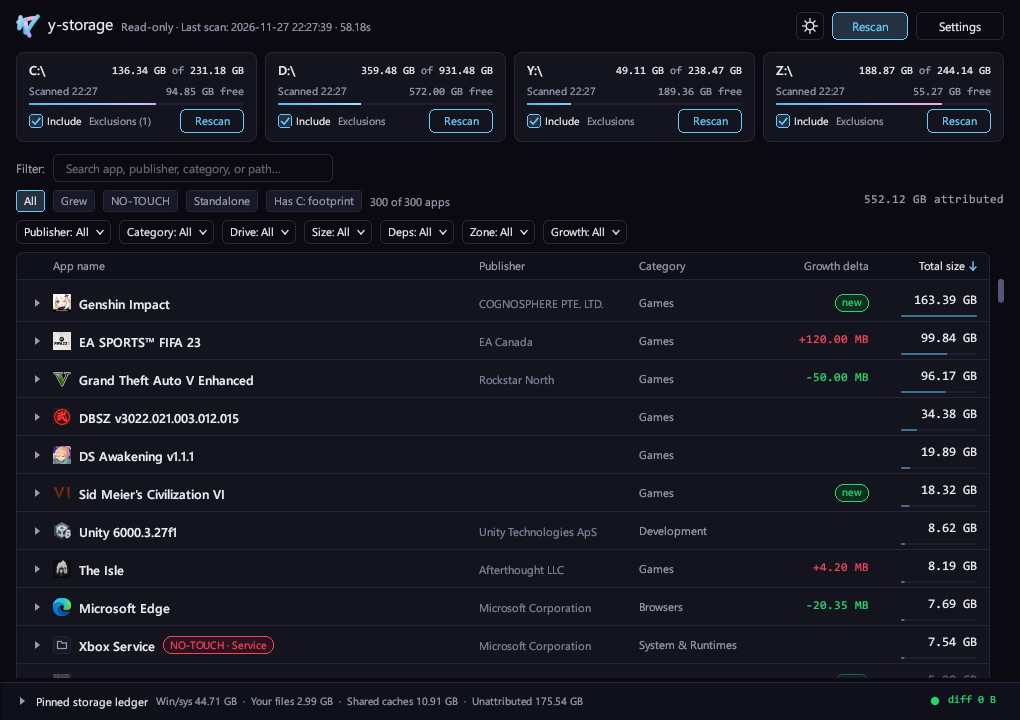 y-storage Read-only · Last scan: 2026-11-27 22:27:39 · 58.18s Rescan Settings
C:\ 136.34 GB of 231.18 GB
Scanned 22:27 94.85 GB free
Include Exclusions (1) Rescan
D:\ 359.48 GB of 931.48 GB
Scanned 22:27 572.00 GB free
Include Exclusions Rescan
Y:\ 49.11 GB of 238.47 GB
Scanned 22:27 189.36 GB free
Include Exclusions Rescan
Z:\ 188.87 GB of 244.14 GB
Scanned 22:27 55.27 GB free
Include Exclusions Rescan
Filter: Search app, publisher, category, or path...
All Grew NO-TOUCH Standalone Has C: footprint 300 of 300 apps 552.12 GB attributed
Publisher: All Category: All Drive: All Size: All Deps: All Zone: All Growth: All
App name Publisher Category Growth delta Total size ↓
Genshin Impact COGNOSPHERE PTE. LTD. Games new 163.39 GB
EA SPORTS™ FIFA 23 EA Canada Games +120.00 MB 99.84 GB
Grand Theft Auto V Enhanced Rockstar North Games -50.00 MB 96.17 GB
DBSZ v3022.021.003.012.015 Games 34.38 GB
DS Awakening v1.1.1 Games 19.89 GB
VI Sid Meier's Civilization VI Games new 18.32 GB
Unity 6000.3.27f1 Unity Technologies ApS Development 8.62 GB
The Isle Afterthought LLC Games +4.20 MB 8.19 GB
Microsoft Edge Microsoft Corporation Browsers -20.35 MB 7.69 GB
Xbox Service NO-TOUCH · Service Microsoft Corporation System & Runtimes 7.54 GB
Pinned storage ledger Win/sys 44.71 GB · Your files 2.99 GB · Shared caches 10.91 GB · Unattributed 175.54 GB diff 0 B